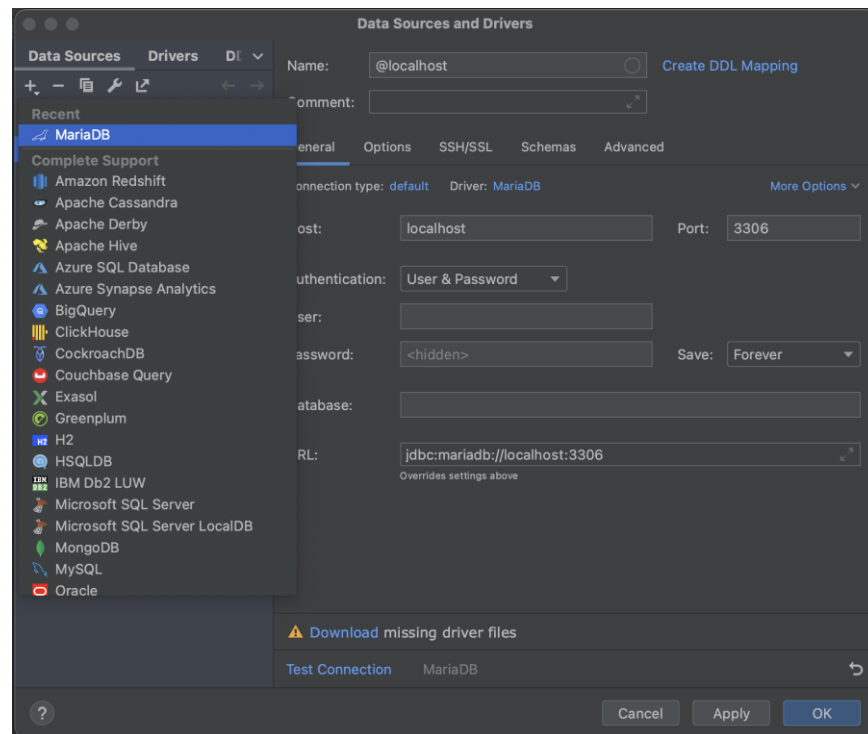 Data Sources and Drivers
Data Sources Drivers DD
Name: @localhost Create DDL Mapping
Comment:
Recent
MariaDB
Complete Support
Amazon Redshift
Apache Cassandra
Apache Derby
Apache Hive
Azure SQL Database
Azure Synapse Analytics
BigQuery
ClickHouse
CockroachDB
Couchbase Query
Exasol
Greenplum
H2
HSQLDB
IBM Db2 LUW
Microsoft SQL Server
Microsoft SQL Server LocalDB
MongoDB
MySQL
Oracle
eneral Options SSH/SSL Schemas Advanced
onnection type: default Driver: MariaDB More Options
ost: localhost Port: 3306
uthentication: User & Password
ser:
assword: <hidden> Save: Forever
atabase:
RL: jdbc:mariadb://localhost:3306
Overrides settings above
Download missing driver files
Test Connection MariaDB
? Cancel Apply OK